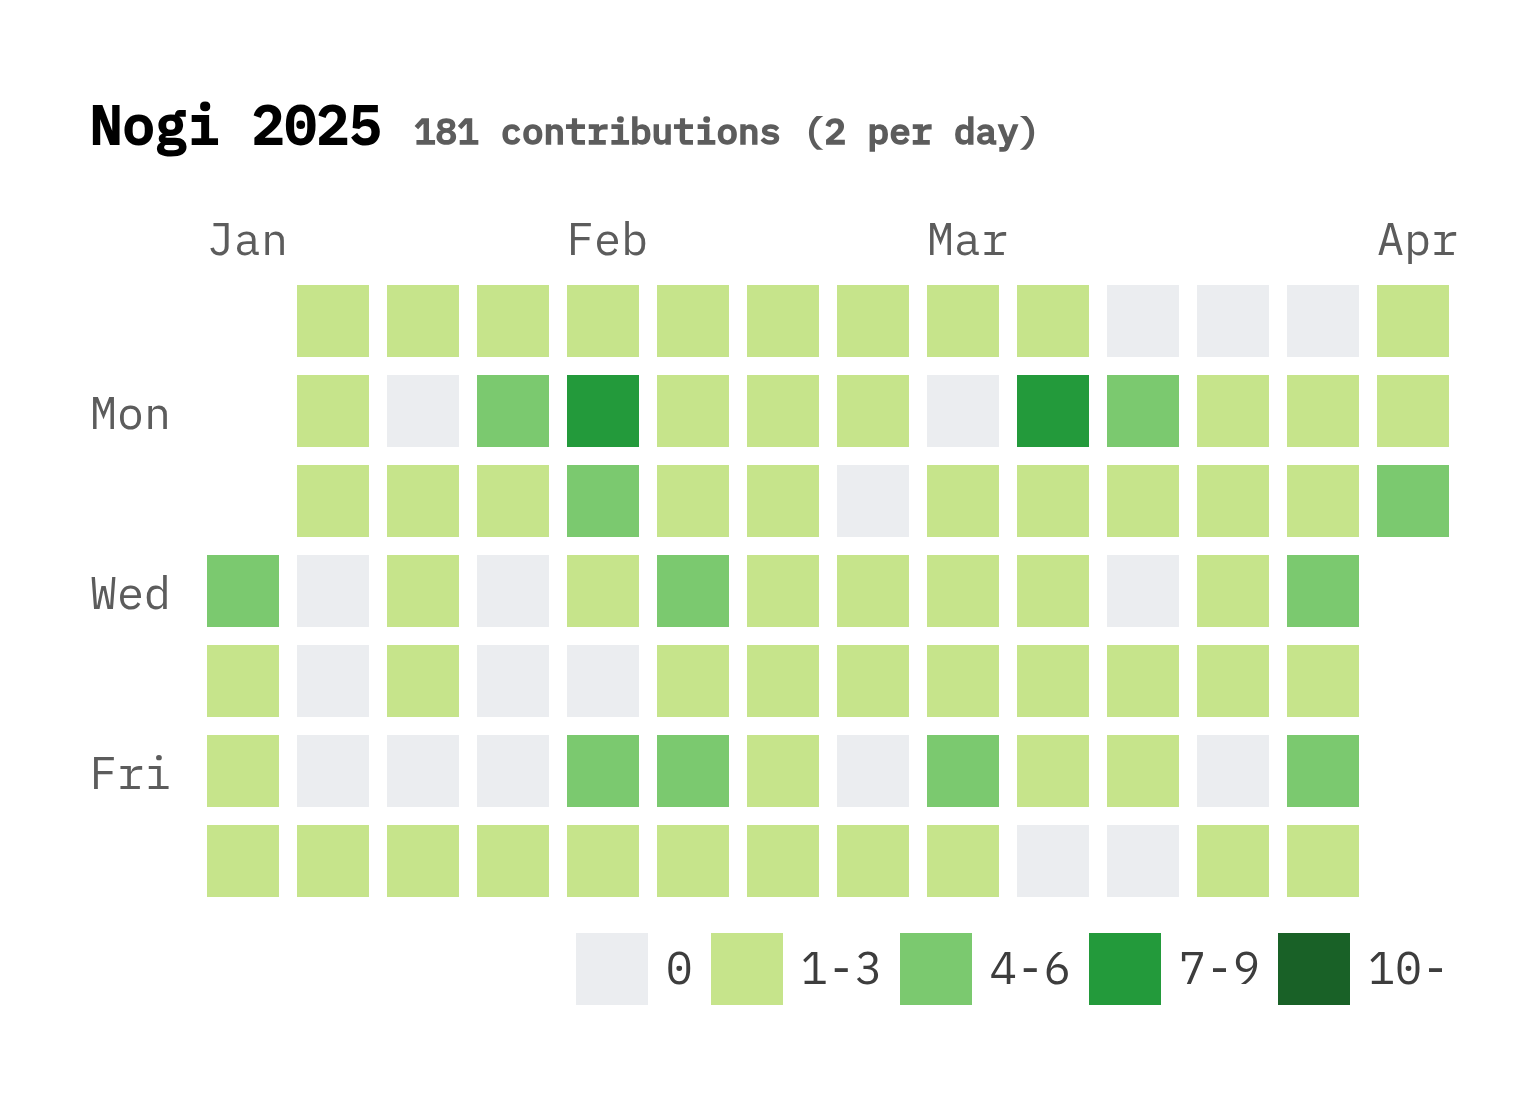 Nogi 2025 181 contributions (2 per day)
Jan Feb Mar Apr
Mon
Wed
Fri
0 1-3 4-6 7-9 10-